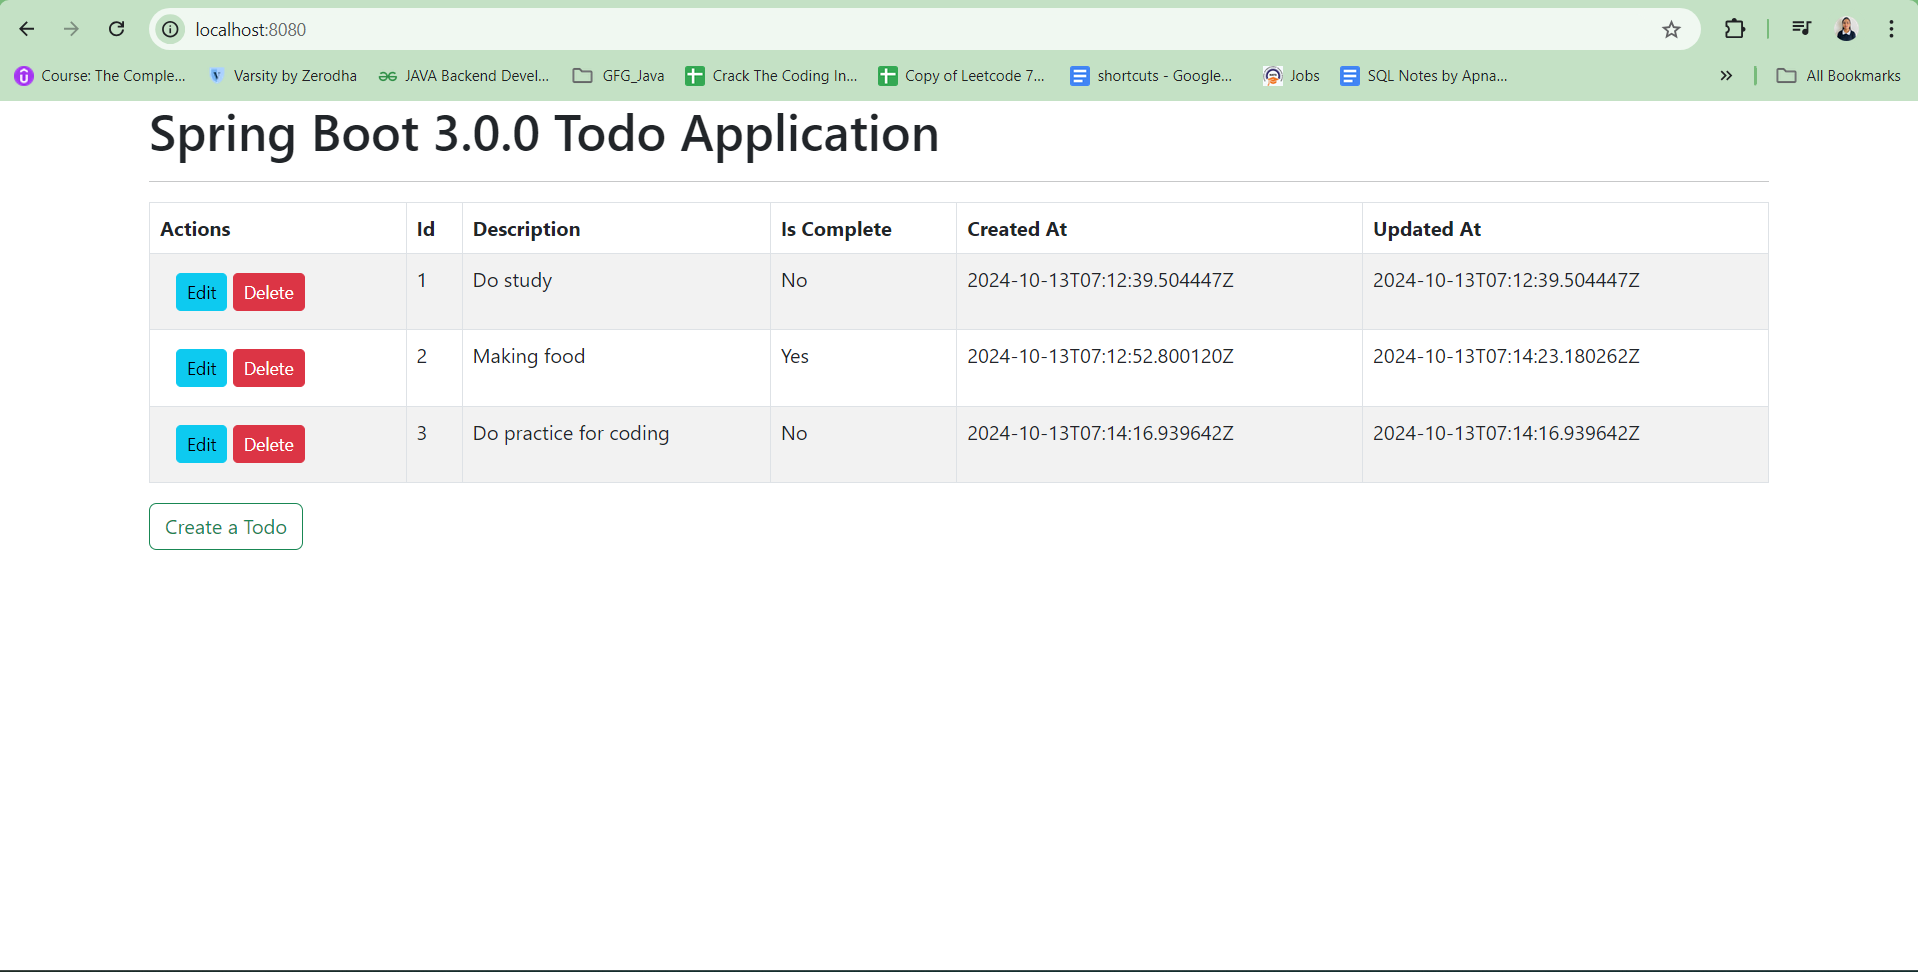 localhost:8080
Course: The Comple... Varsity by Zerodha JAVA Backend Devel... GFG_Java Crack The Coding In... Copy of Leetcode 7... shortcuts - Google... Jobs SQL Notes by Apna... » All Bookmarks
Spring Boot 3.0.0 Todo Application
Actions Id Description Is Complete Created At Updated At
Edit Delete 1 Do study No 2024-10-13T07:12:39.504447Z 2024-10-13T07:12:39.504447Z
Edit Delete 2 Making food Yes 2024-10-13T07:12:52.800120Z 2024-10-13T07:14:23.180262Z
Edit Delete 3 Do practice for coding No 2024-10-13T07:14:16.939642Z 2024-10-13T07:14:16.939642Z
Create a Todo